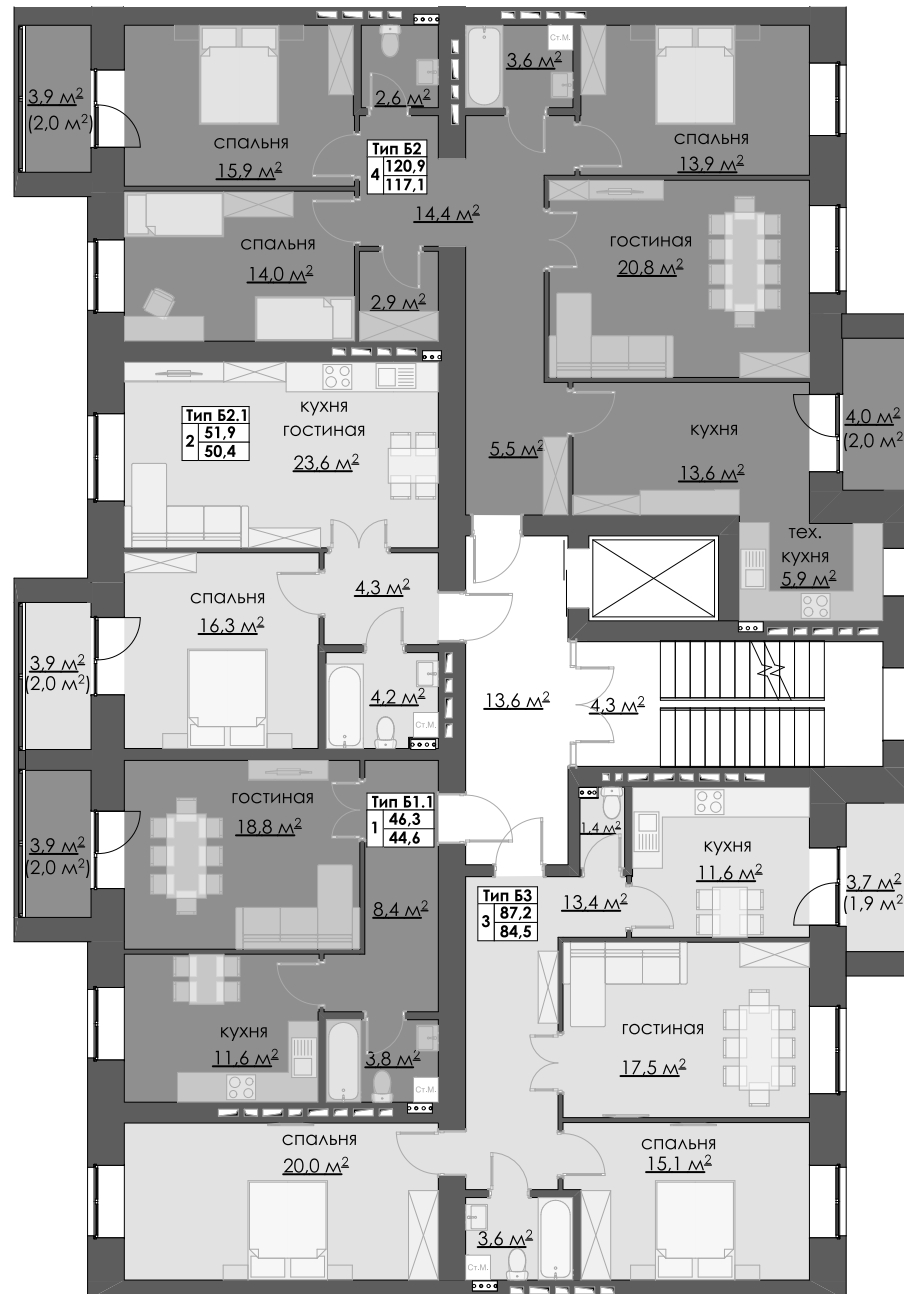 Ст.М.
3,6 м²
3,9 м²
(2,0 м²)
2,6 м²
спальня
15,9 м²
Тип Б2
4
120,9
117,1
спальня
13,9 м²
14,4 м²
спальня
14,0 м²
гостиная
20,8 м²
2,9 м²
кухня
гостиная
23,6 м²
Тип Б2.1
2
51,9
50,4
4,0 м²
(2,0 м²)
кухня
13,6 м²
5,5 м²
тех.
кухня
5,9 м²
4,3 м²
спальня
16,3 м²
3,9 м²
(2,0 м²)
4,2 м²
Ст.М.
13,6 м²
4,3 м²
гостиная
18,8 м²
Тип Б1.1
1
46,3
44,6
3,9 м²
(2,0 м²)
1,4 м²
кухня
11,6 м²
3,7 м²
(1,9 м²)
8,4 м²
Тип Б3
3
87,2
84,5
13,4 м²
кухня
11,6 м²
3,8 м²
Ст.М.
гостиная
17,5 м²
спальня
20,0 м²
спальня
15,1 м²
3,6 м²
Ст.М.